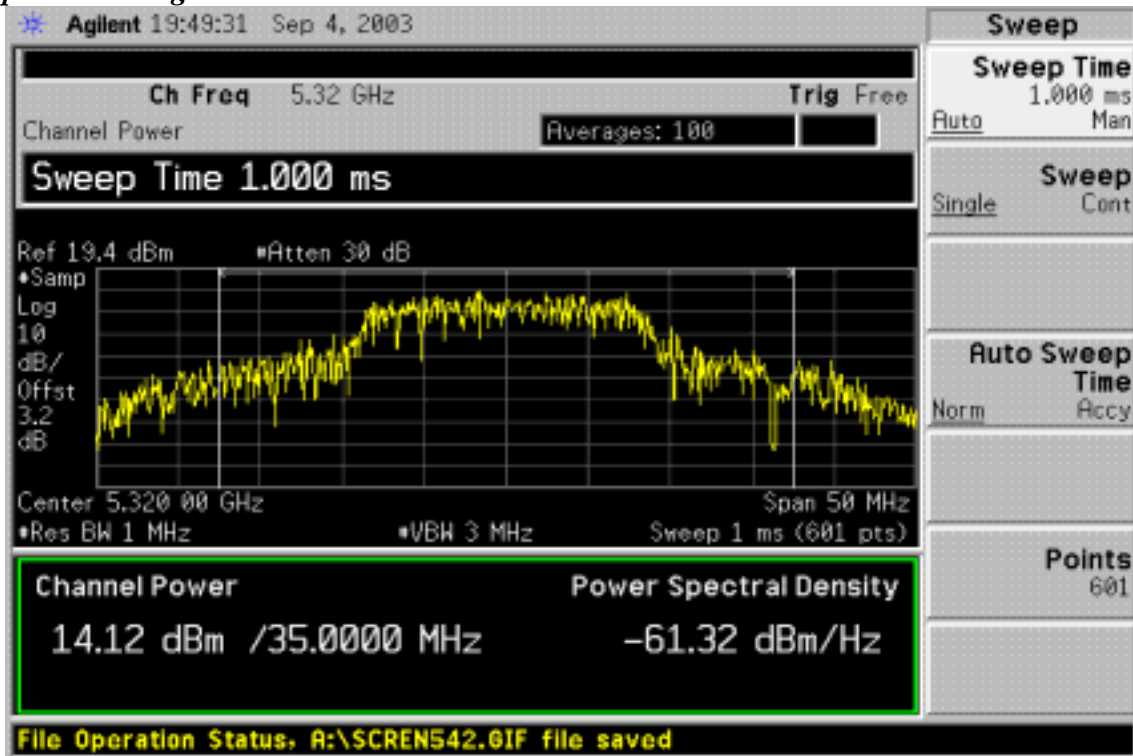 Agilent 19:49:31 Sep 4, 2003
Sweep
Ch Freq 5.32 GHz Trig Free
Channel Power Averages: 100
Sweep Time 1.000 ms
Ref 19.4 dBm #Atten 30 dB
#Samp
Log
10
dB/
Offst
3.2
dB
Center 5.320 00 GHz Span 50 MHz
#Res BW 1 MHz #VBW 3 MHz Sweep 1 ms (601 pts)
Channel Power Power Spectral Density
14.12 dBm /35.0000 MHz -61.32 dBm/Hz
File Operation Status, A:\SCREN542.GIF file saved
Sweep Time
1.000 ms
Auto Man
Sweep
Single Cont
Auto Sweep
Time
Norm Accy
Points
601